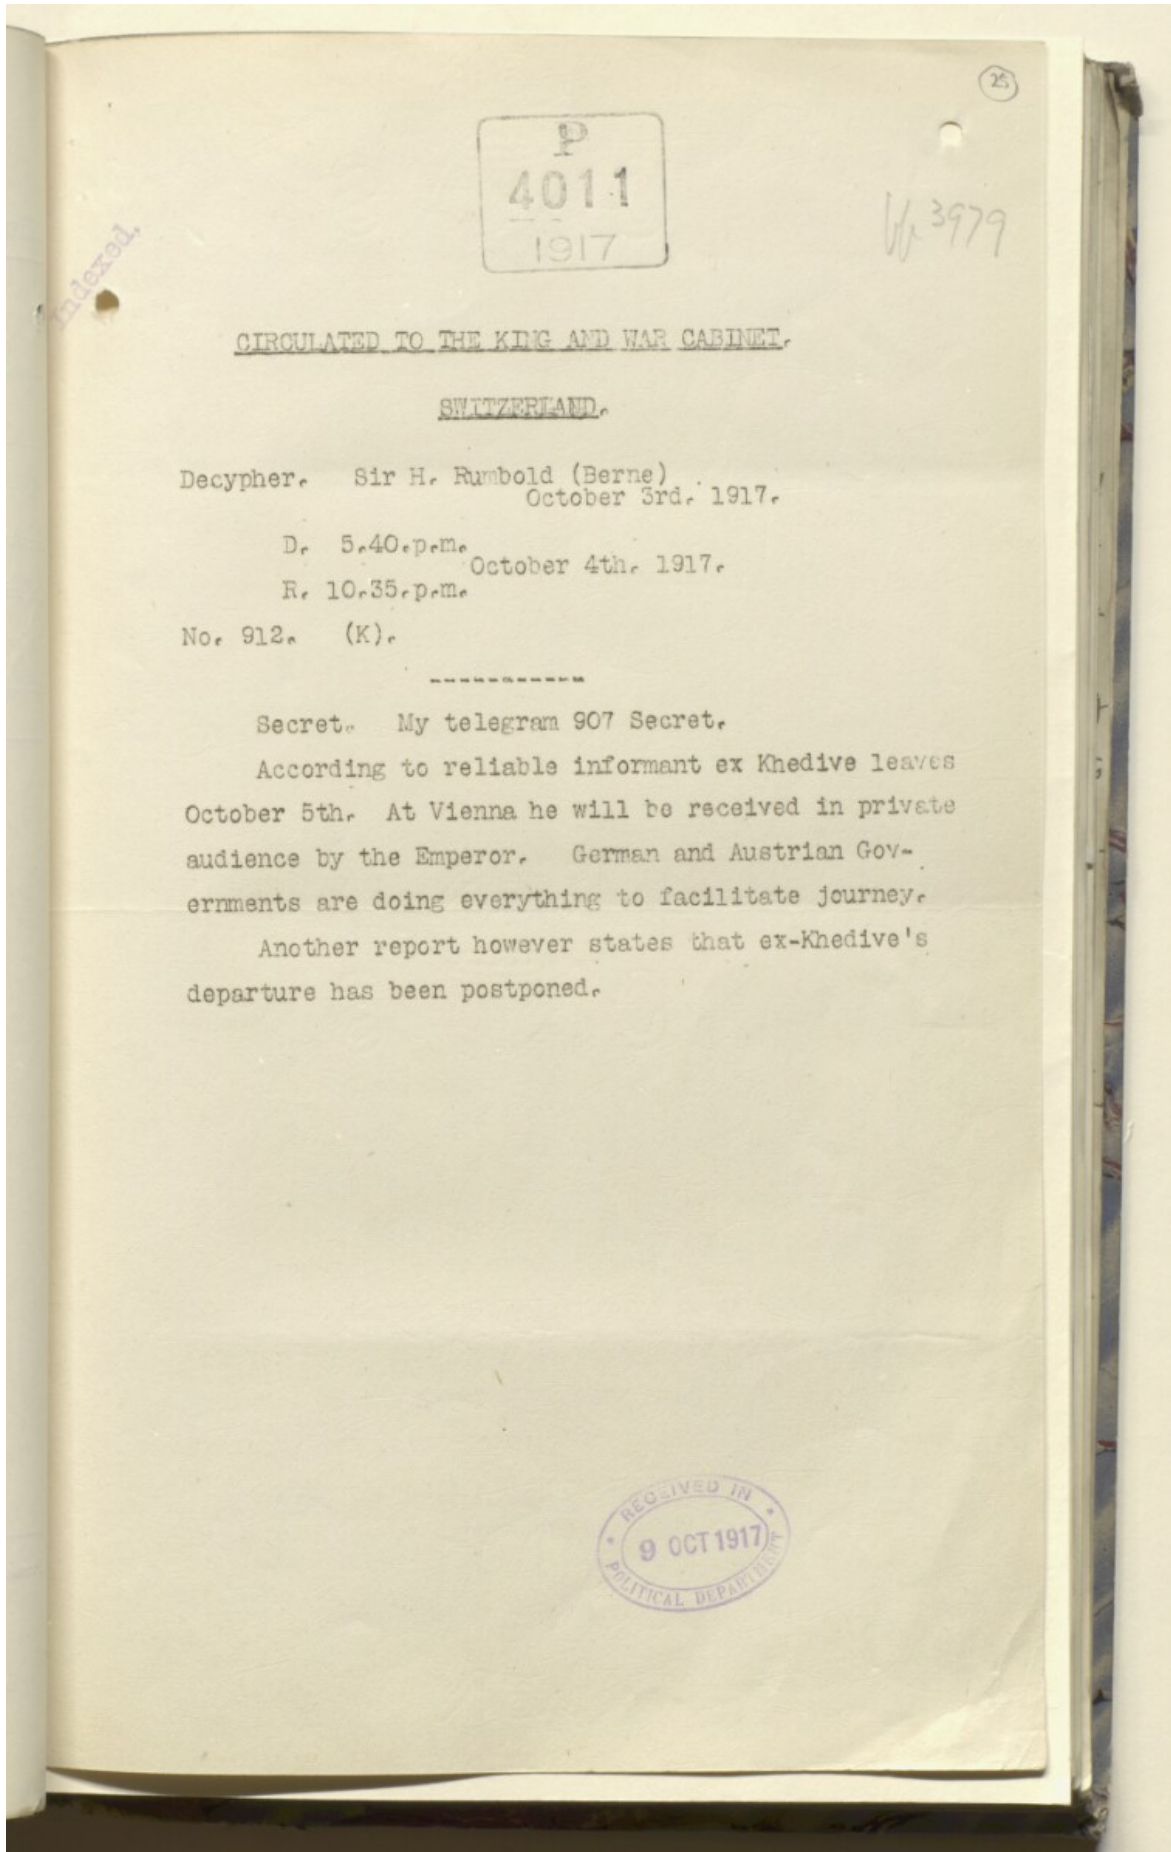 25
P
4011
1917
3979
Indexed.
CIRCULATED TO THE KING AND WAR CABINET.
SWITZERLAND.
Decypher. Sir H. Rumbold (Berne)
October 3rd. 1917.
D. 5.40.p.m.
October 4th. 1917.
R. 10.35.p.m.
No. 912. (K).
------------
Secret. My telegram 907 Secret.
According to reliable informant ex Khedive leaves
October 5th. At Vienna he will be received in private
audience by the Emperor. German and Austrian Gov-
ernments are doing everything to facilitate journey.
Another report however states that ex-Khedive's
departure has been postponed.
RECEIVED IN
9 OCT 1917
POLITICAL DEPARTMENT